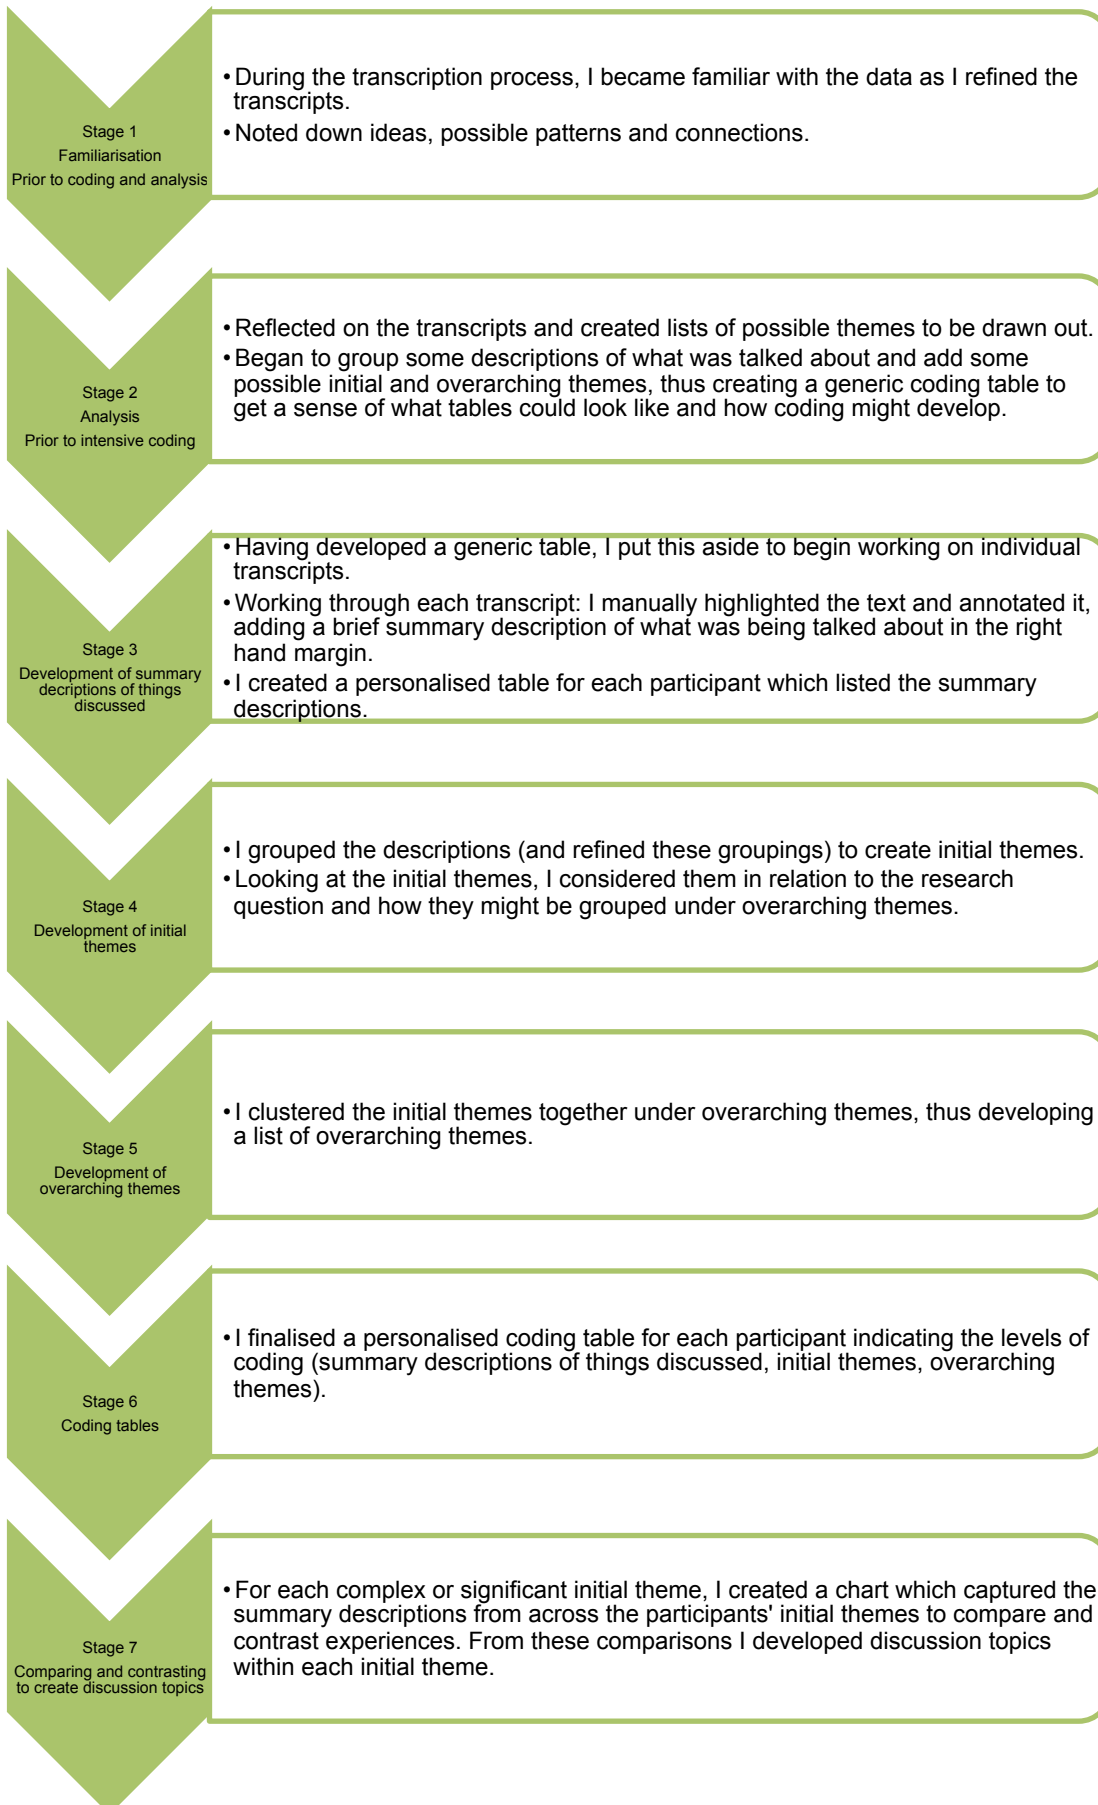 Stage 1
Familiarisation
Prior to coding and analysis
•During the transcription process, I became familiar with the data as I refined the
transcripts.
•Noted down ideas, possible patterns and connections.
Stage 2
Analysis
Prior to intensive coding
•Reflected on the transcripts and created lists of possible themes to be drawn out.
•Began to group some descriptions of what was talked about and add some
possible initial and overarching themes, thus creating a generic coding table to
get a sense of what tables could look like and how coding might develop.
Stage 3
Development of summary
decriptions of things
discussed
•Having developed a generic table, I put this aside to begin working on individual
transcripts.
•Working through each transcript: I manually highlighted the text and annotated it,
adding a brief summary description of what was being talked about in the right
hand margin.
•I created a personalised table for each participant which listed the summary
descriptions.
Stage 4
Development of initial
themes
•I grouped the descriptions (and refined these groupings) to create initial themes.
•Looking at the initial themes, I considered them in relation to the research
question and how they might be grouped under overarching themes.
Stage 5
Development of
overarching themes
•I clustered the initial themes together under overarching themes, thus developing
a list of overarching themes.
Stage 6
Coding tables
•I finalised a personalised coding table for each participant indicating the levels of
coding (summary descriptions of things discussed, initial themes, overarching
themes).
Stage 7
Comparing and contrasting
to create discussion topics
•For each complex or significant initial theme, I created a chart which captured the
summary descriptions from across the participants' initial themes to compare and
contrast experiences. From these comparisons I developed discussion topics
within each initial theme.